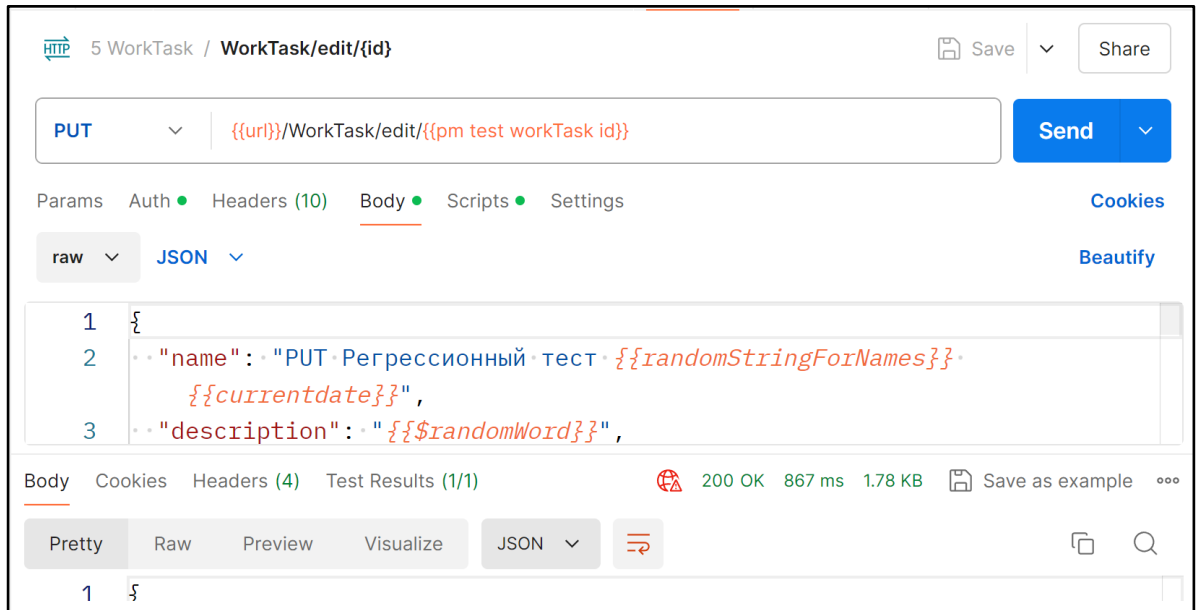 HTTP 5 WorkTask / WorkTask/edit/{id} Save Share
PUT {{url}}/WorkTask/edit/{{pm test workTask id}} Send
Params Auth Headers (10) Body Scripts Settings Cookies
raw JSON Beautify
1 {
2 "name": "PUT Регрессионный тест {{randomStringForNames}}
{{currentdate}}",
3 "description": "{{$randomWord}}",
Body Cookies Headers (4) Test Results (1/1) 200 OK 867 ms 1.78 KB Save as example
Pretty Raw Preview Visualize JSON
1 {